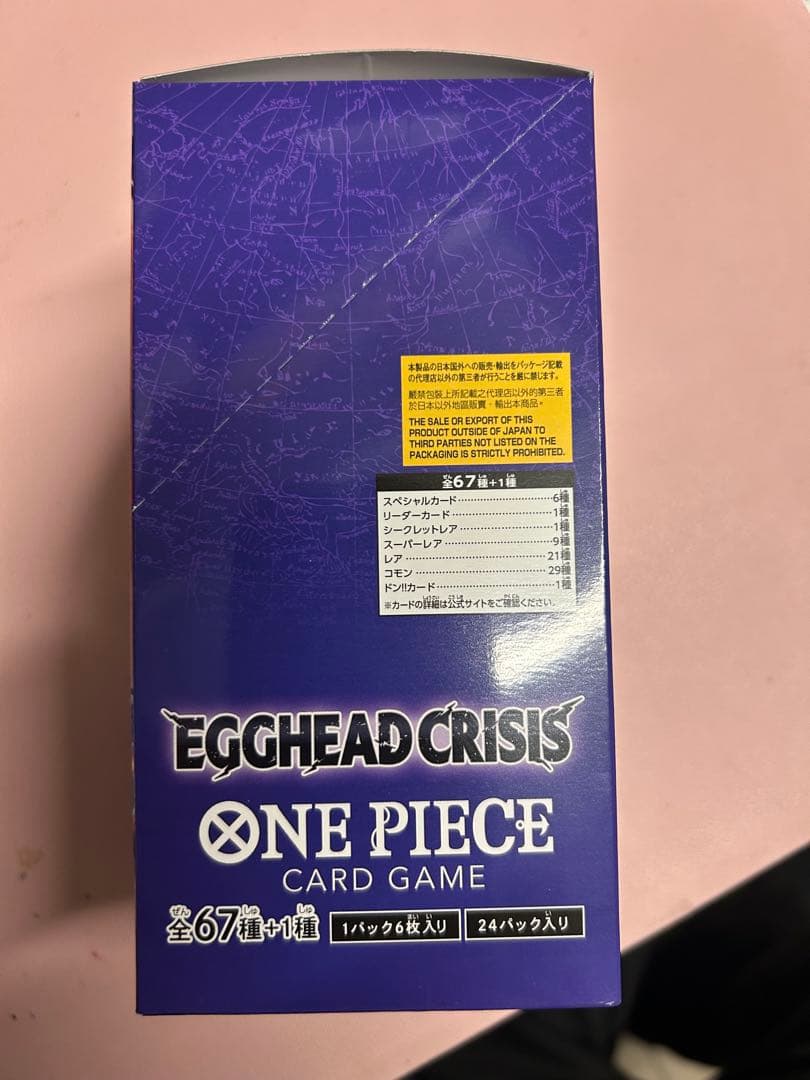 本製品の日本国外への販売・輸出をパッケージ記載
の代理店以外の第三者が行うことを厳に禁じます。
嚴禁包裝上所記載之代理店以外的第三者
於日本以外地區販賣、輸出本商品。
THE SALE OR EXPORT OF THIS
PRODUCT OUTSIDE OF JAPAN TO
THIRD PARTIES NOT LISTED ON THE
PACKAGING IS STRICTLY PROHIBITED.
全67種+1種
スペシャルカード…………6種
リーダーカード…………1種
シークレットレア…………1種
スーパーレア…………9種
レア…………21種
コモン…………29種
ドン!!カード…………1種
※カードの詳細は公式サイトをご確認ください。
EGGHEAD CRISIS
ONE PIECE
CARD GAME
全67種+1種 1パック6枚入り 24パック入り